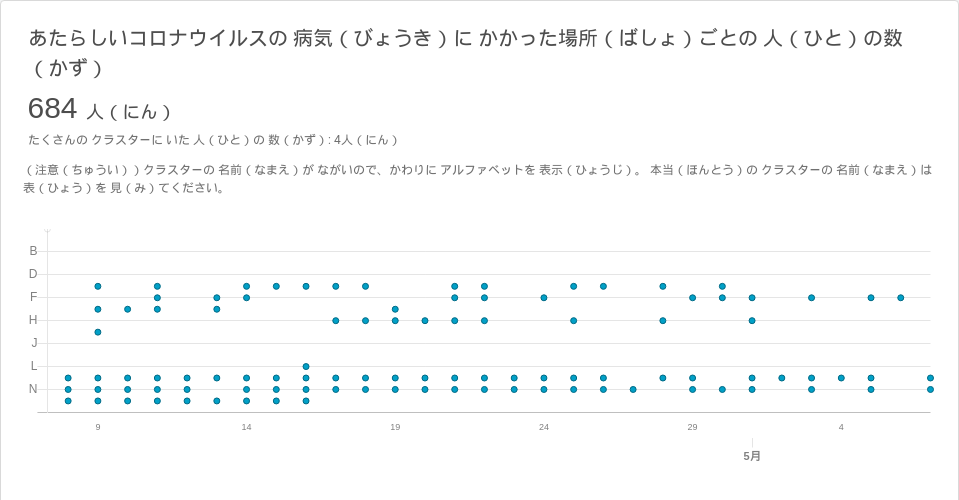 あたらしいコロナウイルスの 病気（びょうき）に かかった場所（ばしょ）ごとの 人（ひと）の数
（かず）
684 人（にん）
たくさんの クラスターに いた 人（ひと）の 数（かず）: 4人（にん）
（注意（ちゅうい））クラスターの 名前（なまえ）が ながいので、かわりに アルファベットを 表示（ひょうじ）。 本当（ほんとう）の クラスターの 名前（なまえ）は
表（ひょう）を 見（み）てください。
B
D
F
H
J
L
N
9 14 19 24 29 4
5月